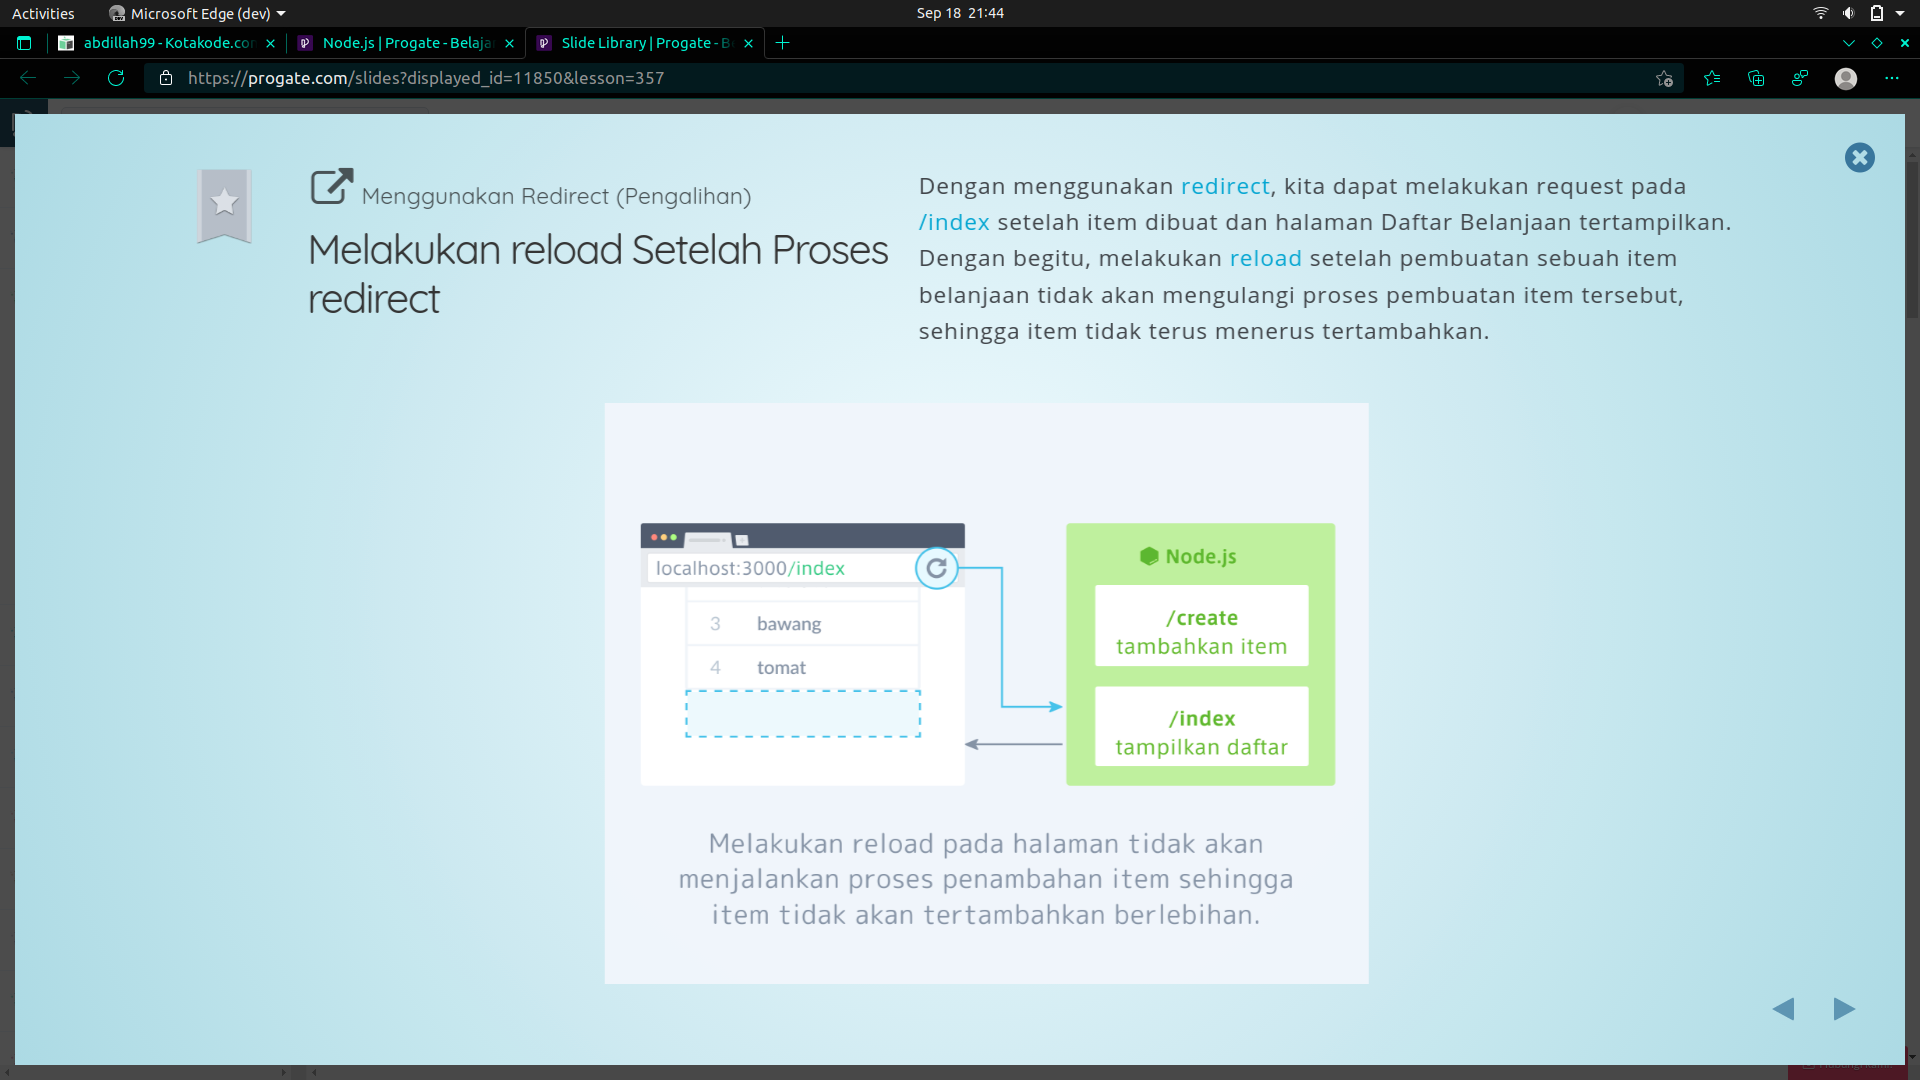 Activities
Microsoft Edge (dev)
Sep 18 21:44
abdillah99 - Kotakode.com
Node.js | Progate - Belaja
Slide Library | Progate - B
https://progate.com/slides?displayed_id=11850&lesson=357
Menggunakan Redirect (Pengalihan)
Melakukan reload Setelah Proses
redirect
Dengan menggunakan redirect, kita dapat melakukan request pada
/index setelah item dibuat dan halaman Daftar Belanjaan tertampilkan.
Dengan begitu, melakukan reload setelah pembuatan sebuah item
belanjaan tidak akan mengulangi proses pembuatan item tersebut,
sehingga item tidak terus menerus tertambahkan.
localhost:3000/index
3 bawang
4 tomat
Node.js
/create
tambahkan item
/index
tampilkan daftar
Melakukan reload pada halaman tidak akan
menjalankan proses penambahan item sehingga
item tidak akan tertambahkan berlebihan.